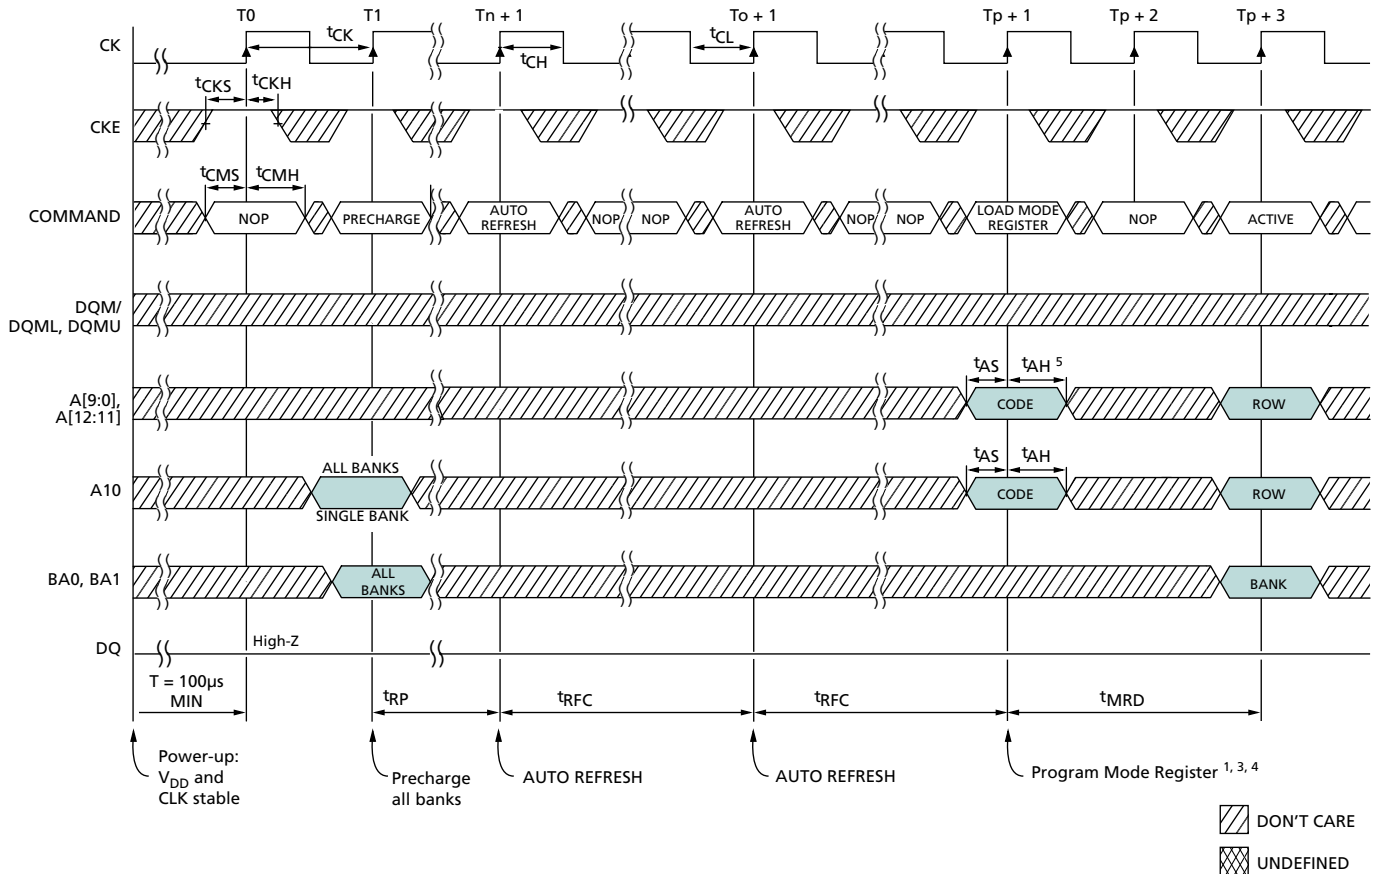 T0 T1 Tn + 1 To + 1 Tp + 1 Tp + 2 Tp + 3
CK
tCK
tCH
tCL
tCKS tCKH
CKE
tCMS tCMH
COMMAND
NOP PRECHARGE AUTO REFRESH NOP NOP AUTO REFRESH NOP NOP LOAD MODE REGISTER NOP ACTIVE
DQM/
DQML, DQMU
tAS tAH 5
A[9:0],
A[12:11]
CODE ROW
ALL BANKS
tAS tAH
A10
CODE ROW
SINGLE BANK
BA0, BA1
ALL
BANKS
BANK
DQ
High-Z
T = 100µs
MIN
tRP tRFC tRFC tMRD
Power-up:
VDD and
CLK stable
Precharge
all banks
AUTO REFRESH
AUTO REFRESH
Program Mode Register 1, 3, 4
DON'T CARE
UNDEFINED